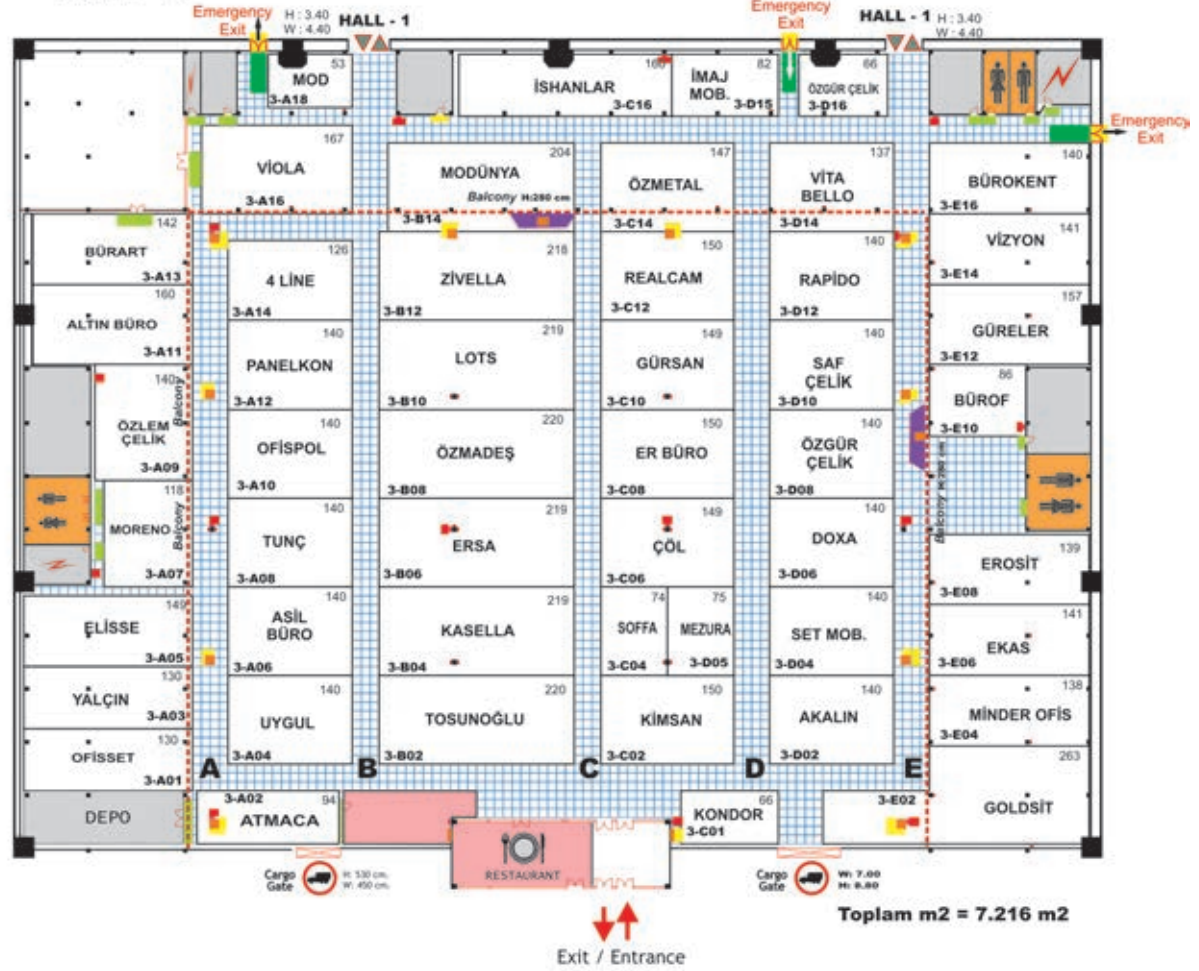 Emergency
Exit
H : 3.40
W : 4.40
HALL - 1
Emergency
Exit
HALL - 1
H : 3.40
W : 4.40
MOD
53
3-A18
İSHANLAR
3-C16
İMAJ
MOB.
82
3-D15
66
ÖZGÜR ÇELİK
3-D16
Emergency
Exit
167
VİOLA
3-A16
204
MODÜNYA
Balcony H:280 cm
3-B14
147
ÖZMETAL
3-C14
137
VİTA
BELLO
3-D14
140
BÜROKENT
3-E16
142
BÜRART
3-A13
126
4 LİNE
3-A14
218
ZİVELLA
3-B12
150
REALCAM
3-C12
140
RAPİDO
3-D12
141
VİZYON
3-E14
160
ALTIN BÜRO
3-A11
140
PANELKON
3-A12
219
LOTS
3-B10
149
GÜRSAN
3-C10
140
SAF
ÇELİK
3-D10
157
GÜRELER
3-E12
140
Balcony
ÖZLEM
ÇELİK
3-A09
140
OFİSPOL
3-A10
220
ÖZMADEŞ
3-B08
150
ER BÜRO
3-C08
140
ÖZGÜR
ÇELİK
3-D08
86
BÜROF
3-E10
Balcony H:280 cm
118
MORENO
Balcony
3-A07
140
TUNÇ
3-A08
219
ERSA
3-B06
149
ÇÖL
3-C06
140
DOXA
3-D06
139
EROSİT
3-E08
149
ELİSSE
3-A05
140
ASİL
BÜRO
3-A06
219
KASELLA
3-B04
74
SOFFA
3-C04
75
MEZURA
3-D05
140
SET MOB.
3-D04
141
EKAS
3-E06
130
YALÇIN
3-A03
140
UYGUL
3-A04
220
TOSUNOĞLU
3-B02
150
KİMSAN
3-C02
140
AKALIN
3-D02
138
MİNDER OFİS
3-E04
130
OFİSSET
3-A01
A
B
C
D
E
263
GOLDSİT
DEPO
3-A02
94
ATMACA
66
KONDOR
3-C01
3-E02
RESTAURANT
Cargo
Gate
H: 530 cm.
W: 450 cm.
Cargo
Gate
W: 7.00
Toplam m2 = 7.216 m2
Exit / Entrance